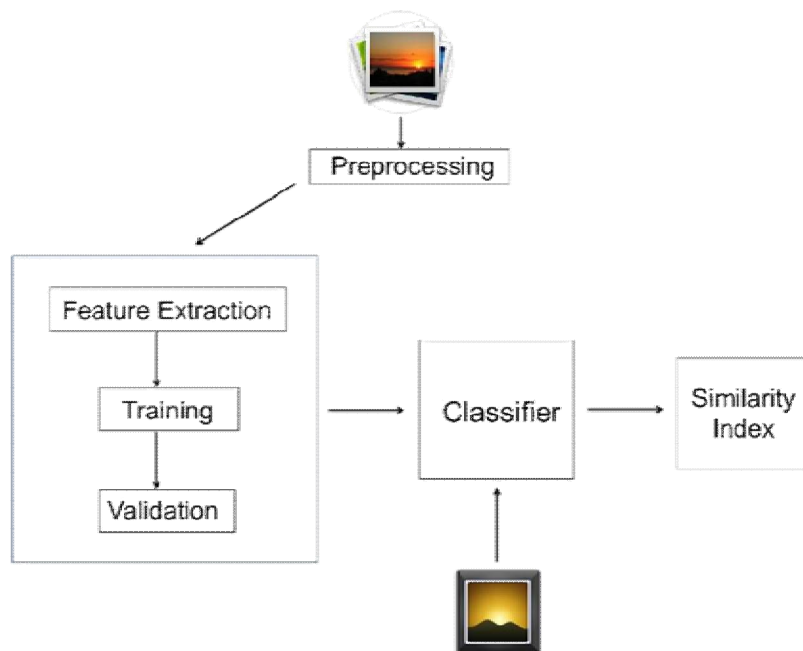 Preprocessing
Feature Extraction
Training
Validation
Classifier
Similarity
Index